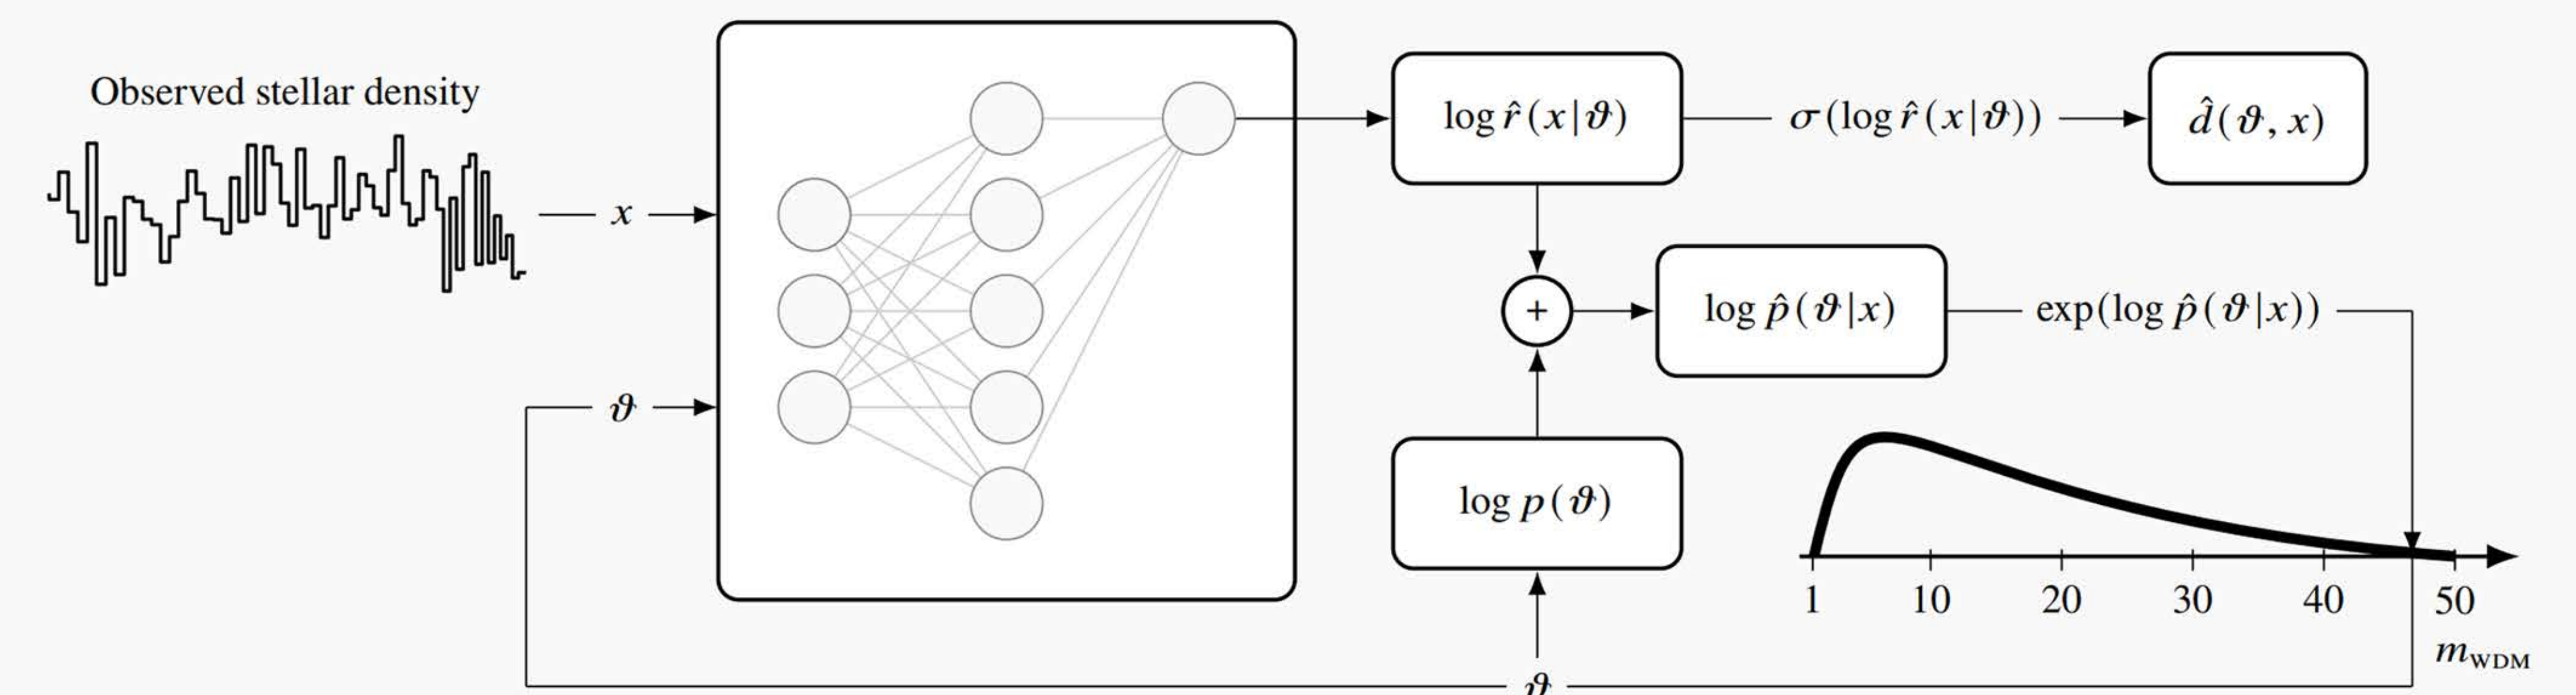 Observed stellar density
x
ϑ
log r̂(x|ϑ)
σ(log r̂(x|ϑ))
d̂(ϑ, x)
+
log p̂(ϑ|x)
exp(log p̂(ϑ|x))
log p(ϑ)
1 10 20 30 40 50
m_WDM
ϑ